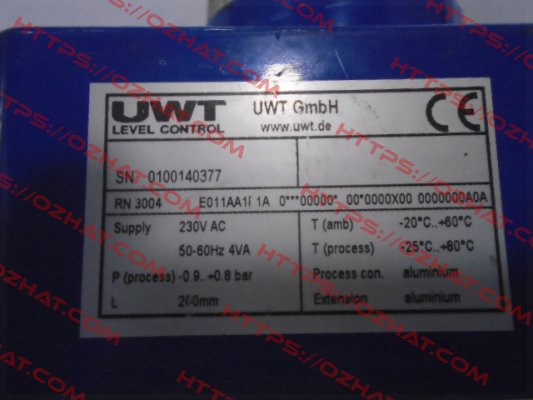 UWT
LEVEL CONTROL
UWT GmbH
www.uwt.de
CE
SN 0100140377
RN 3004 0***00000* 00*0000X00 0000000A0A
Supply 230V AC
50-60Hz 4VA
P (process) -0.9..+0.8 bar
L 200mm
T (amb) -20°C..+60°C
T (process) -25°C..+80°C
Process con. aluminium
Extension aluminium
HTTPS://OZHAT.COM